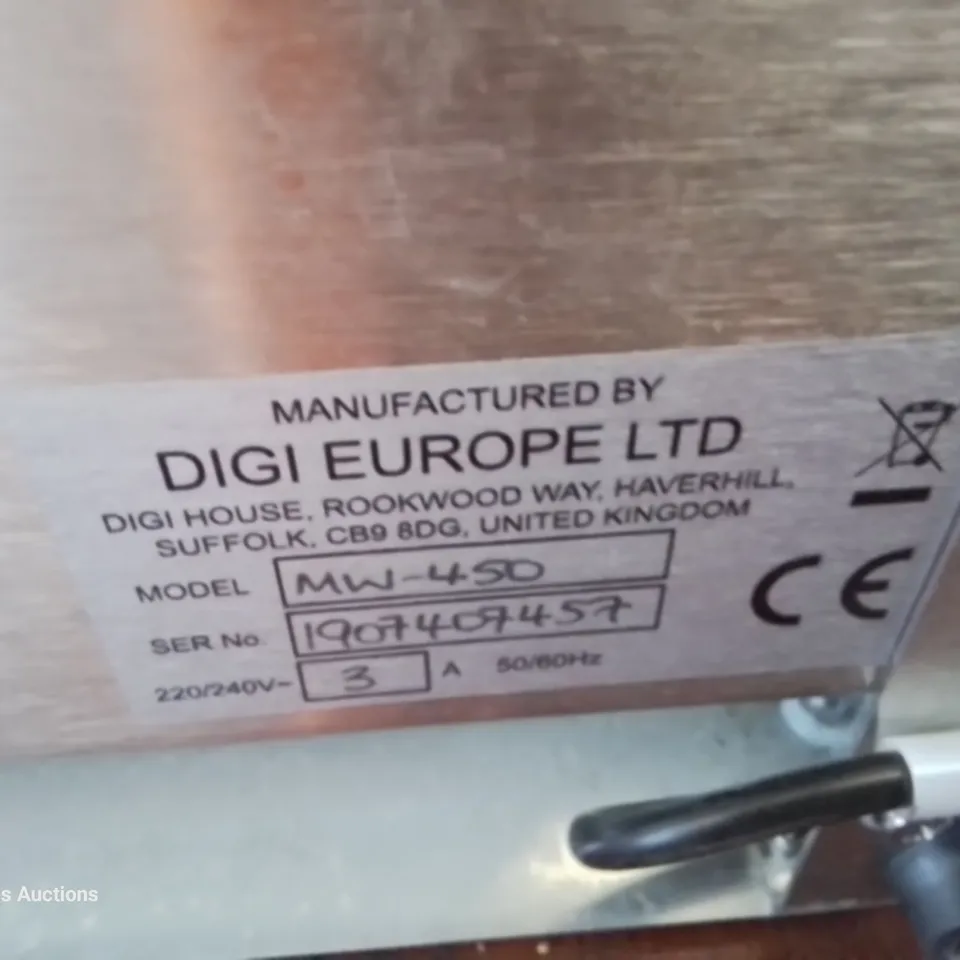 MANUFACTURED BY
DIGI EUROPE LTD
DIGI HOUSE, ROOKWOOD WAY, HAVERHILL,
SUFFOLK, CB9 8DG, UNITED KINGDOM
MODEL MW-450
SER No. 1907407457
220/240V~ 3 A 50/60Hz
CE
s Auctions